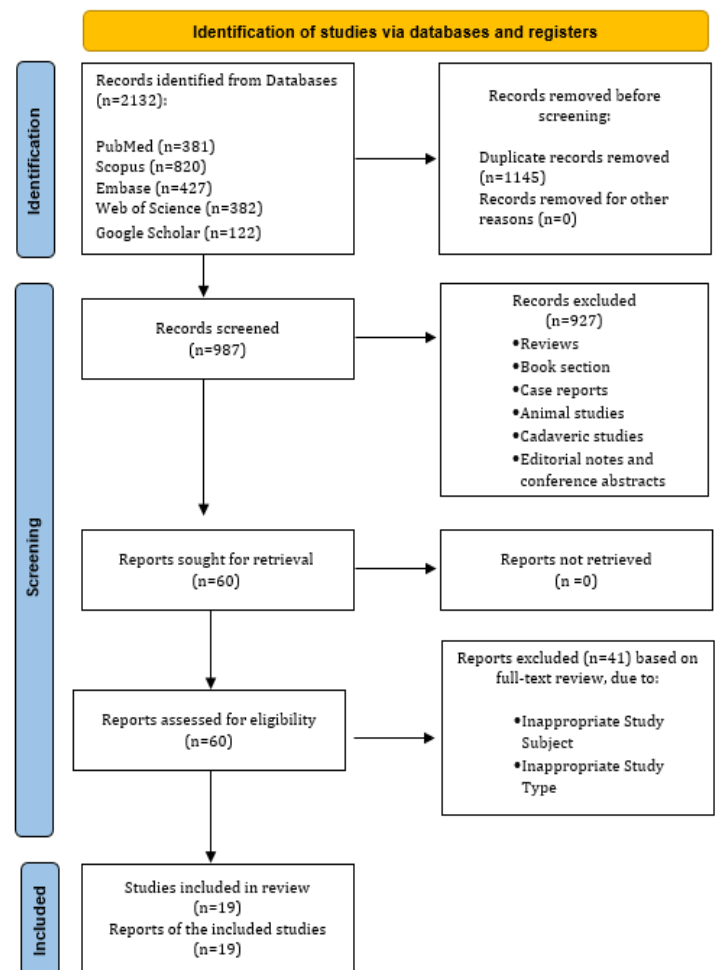 Identification of studies via databases and registers
Identification
Records identified from Databases
(n=2132):
PubMed (n=381)
Scopus (n=820)
Embase (n=427)
Web of Science (n=382)
Google Scholar (n=122)
Records removed before
screening:
Duplicate records removed
(n=1145)
Records removed for other
reasons (n=0)
Screening
Records screened
(n=987)
Records excluded
(n=927)
•Reviews
•Book section
•Case reports
•Animal studies
•Cadaveric studies
•Editorial notes and
conference abstracts
Reports sought for retrieval
(n=60)
Reports not retrieved
(n =0)
Reports assessed for eligibility
(n=60)
Reports excluded (n=41) based on
full-text review, due to:
•Inappropriate Study
Subject
•Inappropriate Study
Type
Included
Studies included in review
(n=19)
Reports of the included studies
(n=19)